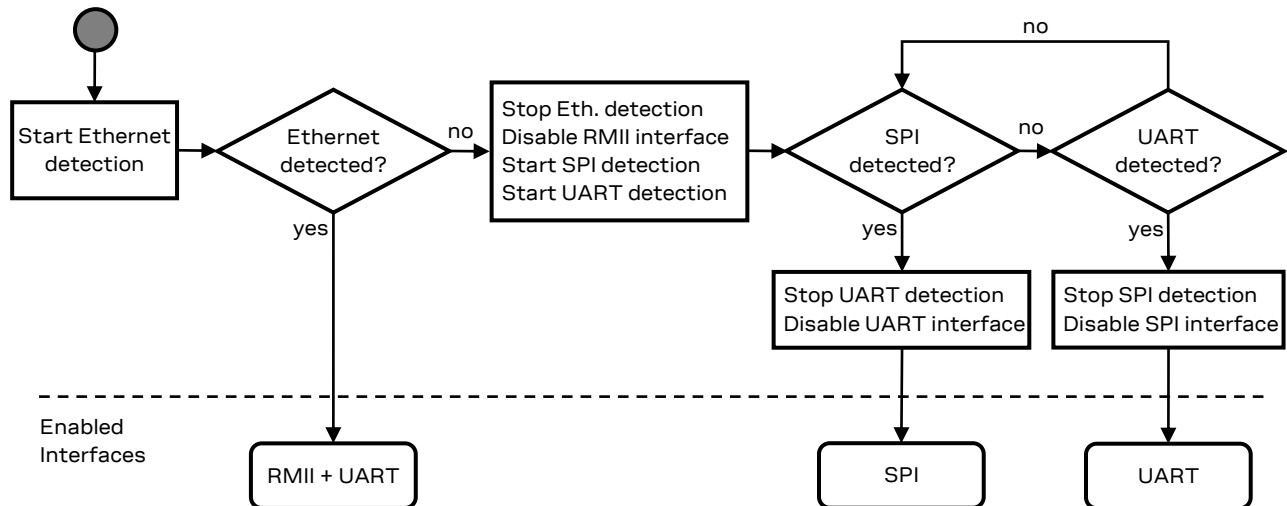 Start Ethernet
detection
Ethernet
detected?
no
yes
Stop Eth. detection
Disable RMII interface
Start SPI detection
Start UART detection
SPI
detected?
no
yes
UART
detected?
no
yes
Stop UART detection
Disable UART interface
Stop SPI detection
Disable SPI interface
Enabled
Interfaces
RMII + UART
SPI
UART